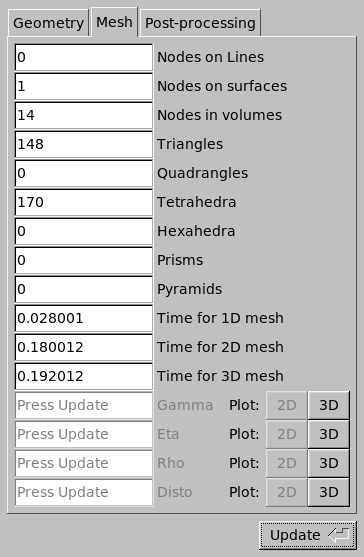 Geometry Mesh Post-processing
0 Nodes on Lines
1 Nodes on surfaces
14 Nodes in volumes
148 Triangles
0 Quadrangles
170 Tetrahedra
0 Hexahedra
0 Prisms
0 Pyramids
0.028001 Time for 1D mesh
0.180012 Time for 2D mesh
0.192012 Time for 3D mesh
Press Update Gamma Plot: 2D 3D
Press Update Eta Plot: 2D 3D
Press Update Rho Plot: 2D 3D
Press Update Disto Plot: 2D 3D
Update